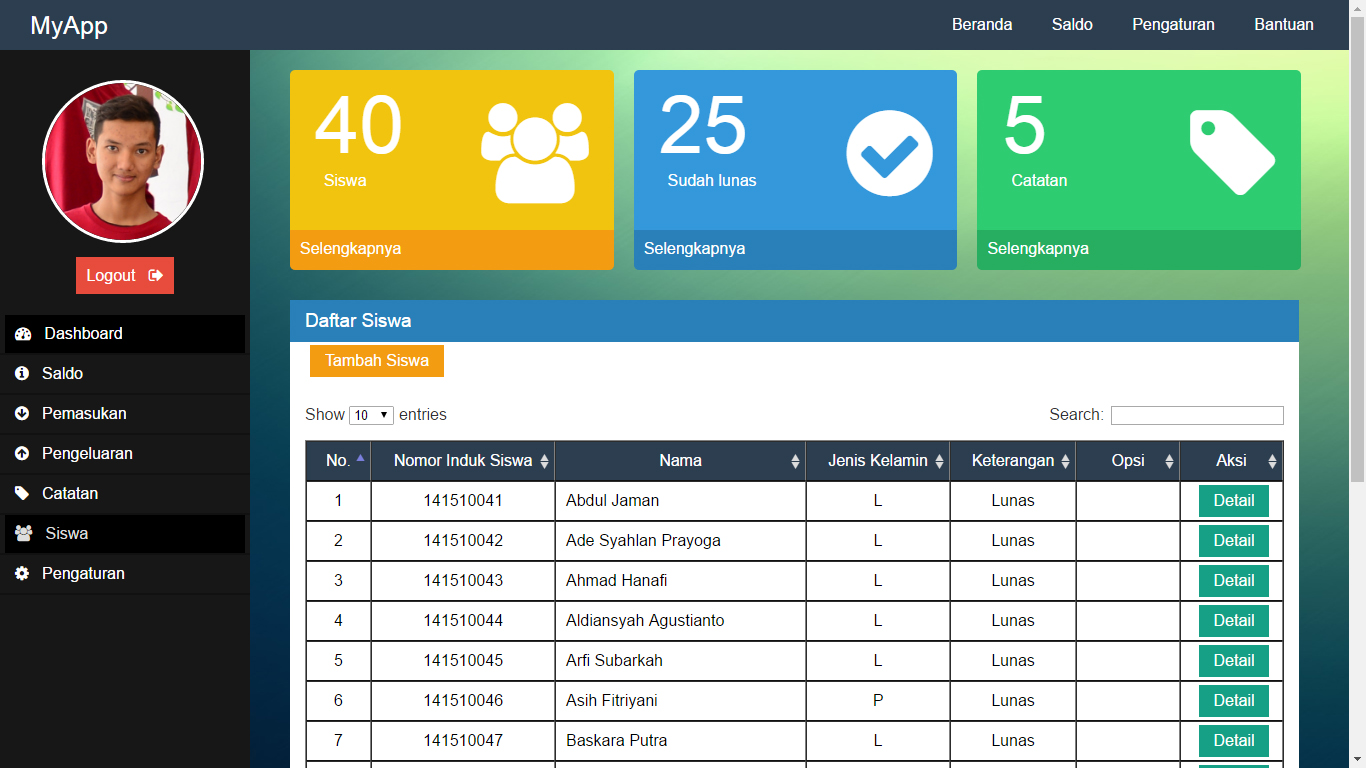 MyApp
Beranda Saldo Pengaturan Bantuan
Logout
Dashboard
Saldo
Pemasukan
Pengeluaran
Catatan
Siswa
Pengaturan
40
Siswa
Selengkapnya
25
Sudah lunas
Selengkapnya
5
Catatan
Selengkapnya
Daftar Siswa
Tambah Siswa
Show 10 entries
Search:
No. Nomor Induk Siswa Nama Jenis Kelamin Keterangan Opsi Aksi
1 141510041 Abdul Jaman L Lunas Detail
2 141510042 Ade Syahlan Prayoga L Lunas Detail
3 141510043 Ahmad Hanafi L Lunas Detail
4 141510044 Aldiansyah Agustianto L Lunas Detail
5 141510045 Arfi Subarkah L Lunas Detail
6 141510046 Asih Fitriyani P Lunas Detail
7 141510047 Baskara Putra L Lunas Detail